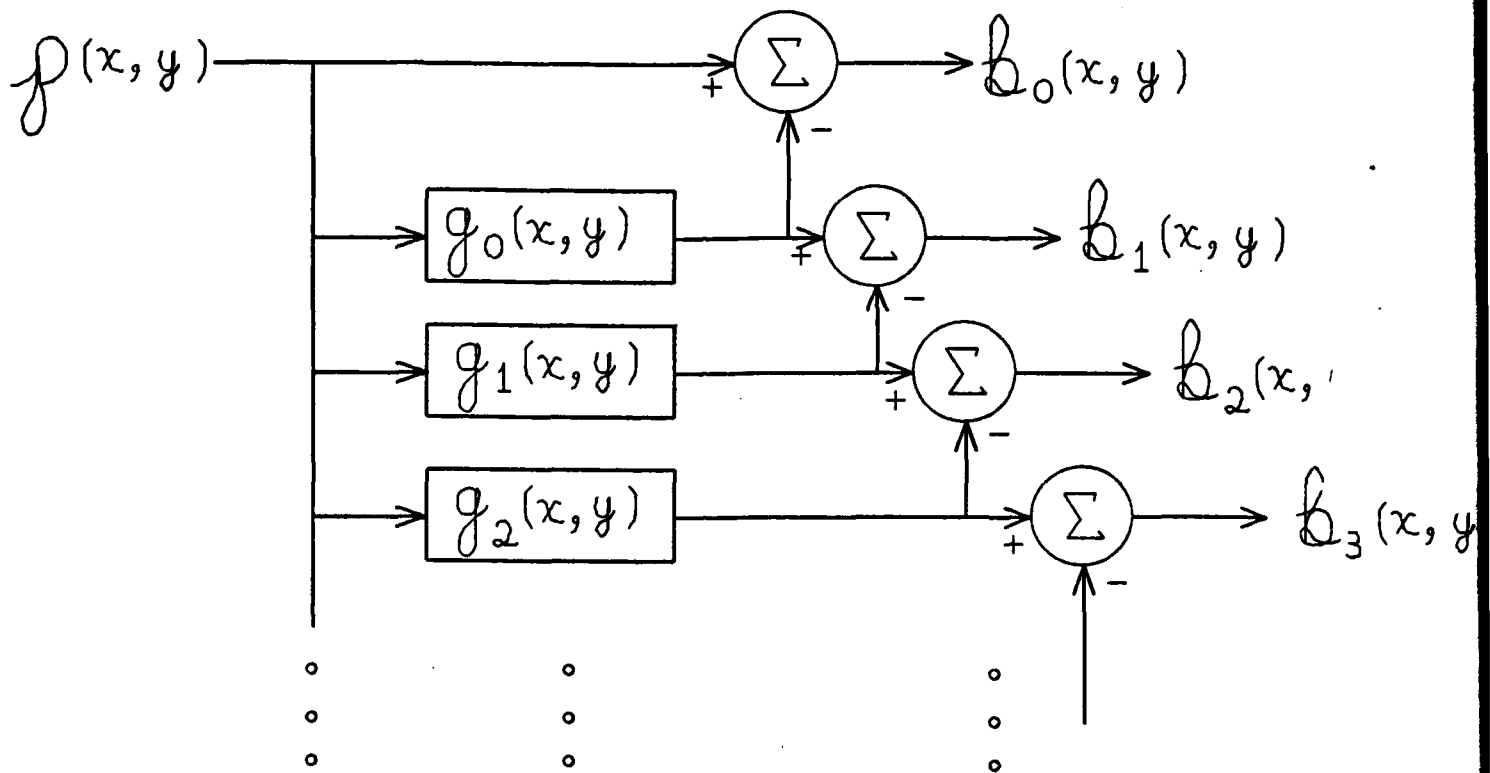 f(x, y) + Σ b₀(x, y)
−
g₀(x, y) + Σ b₁(x, y)
−
g₁(x, y) + Σ b₂(x,
−
g₂(x, y) + Σ b₃(x, y
−